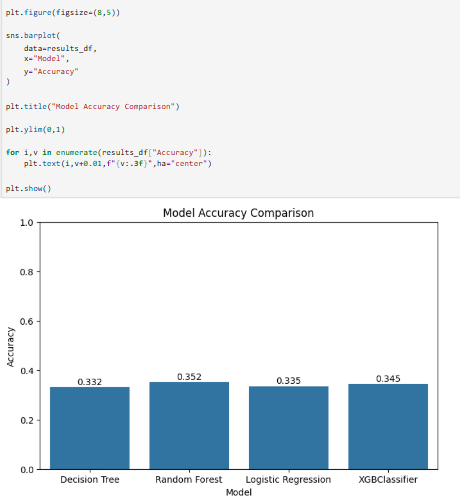 plt.figure(figsize=(8,5))
sns.barplot(
    data=results_df,
    x="Model",
    y="Accuracy"
)
plt.title("Model Accuracy Comparison")
plt.ylim(0,1)
for i,v in enumerate(results_df["Accuracy"]):
    plt.text(i,v+0.01,f"{v:.3f}",ha="center")
plt.show()
Model Accuracy Comparison
1.0
0.8
0.6
0.4
0.2
0.0
Accuracy
0.332
0.352
0.335
0.345
Decision Tree
Random Forest
Logistic Regression
XGBClassifier
Model